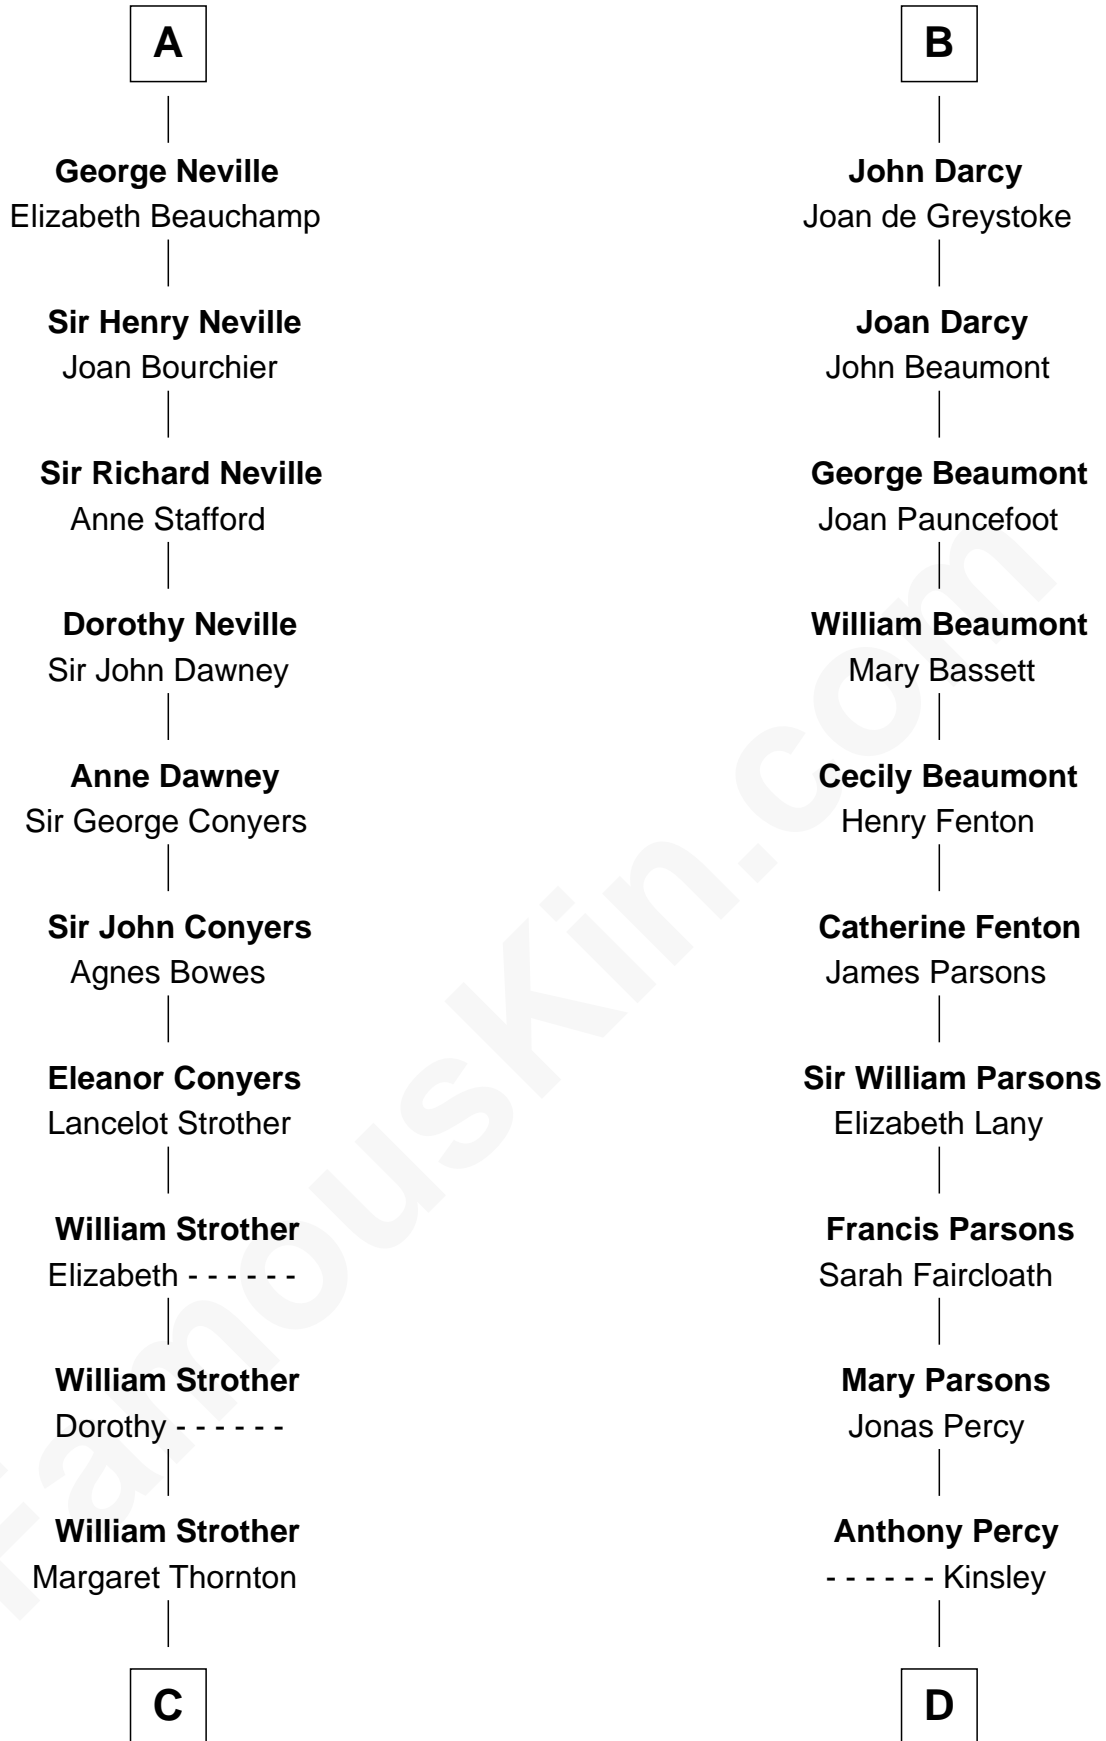 A
George Neville
Elizabeth Beauchamp
Sir Henry Neville
Joan Bourchier
Sir Richard Neville
Anne Stafford
Dorothy Neville
Sir John Dawney
Anne Dawney
Sir George Conyers
Sir John Conyers
Agnes Bowes
Eleanor Conyers
Lancelot Strother
William Strother
Elizabeth - - - - - -
William Strother
Dorothy - - - - - -
William Strother
Margaret Thornton
C
B
John Darcy
Joan de Greystoke
Joan Darcy
John Beaumont
George Beaumont
Joan Pauncefoot
William Beaumont
Mary Bassett
Cecily Beaumont
Henry Fenton
Catherine Fenton
James Parsons
Sir William Parsons
Elizabeth Lany
Francis Parsons
Sarah Faircloath
Mary Parsons
Jonas Percy
Anthony Percy
- - - - - - Kinsley
D
FamousKin.com